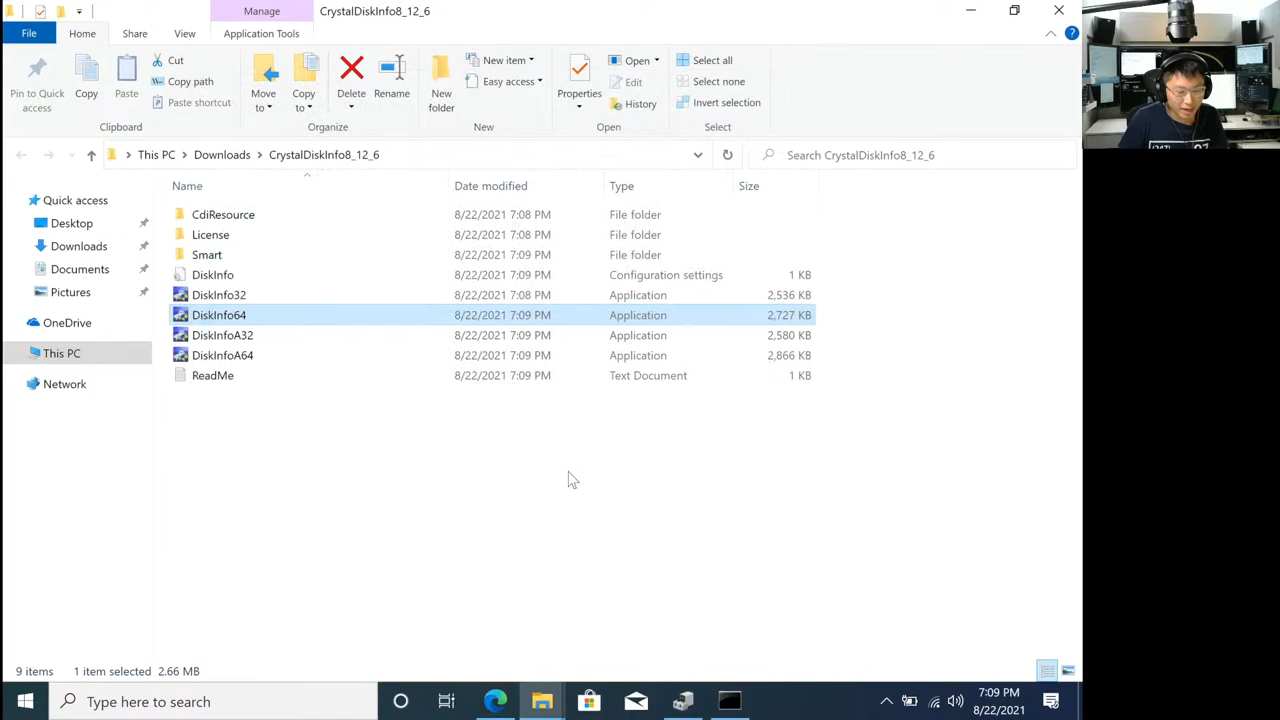 Manage
CrystalDiskInfo8_12_6
File
Home
Share
View
Application Tools
?
Pin to Quick
access
Copy
Paste
Cut
Copy path
Paste shortcut
Clipboard
Move
to
Copy
to
Delete
Rename
Organize
New
folder
New item
Easy access
New
Properties
Open
Edit
History
Open
Select all
Select none
Invert selection
Select
This PC
Downloads
CrystalDiskInfo8_12_6
Search CrystalDiskInfo8_12_6
Quick access
Desktop
Downloads
Documents
Pictures
OneDrive
This PC
Network
Name Date modified Type Size
CdiResource 8/22/2021 7:08 PM File folder
License 8/22/2021 7:08 PM File folder
Smart 8/22/2021 7:09 PM File folder
DiskInfo 8/22/2021 7:09 PM Configuration settings 1 KB
DiskInfo32 8/22/2021 7:08 PM Application 2,536 KB
DiskInfo64 8/22/2021 7:09 PM Application 2,727 KB
DiskInfoA32 8/22/2021 7:09 PM Application 2,580 KB
DiskInfoA64 8/22/2021 7:09 PM Application 2,866 KB
ReadMe 8/22/2021 7:09 PM Text Document 1 KB
9 items 1 item selected 2.66 MB
Type here to search
7:09 PM
8/22/2021